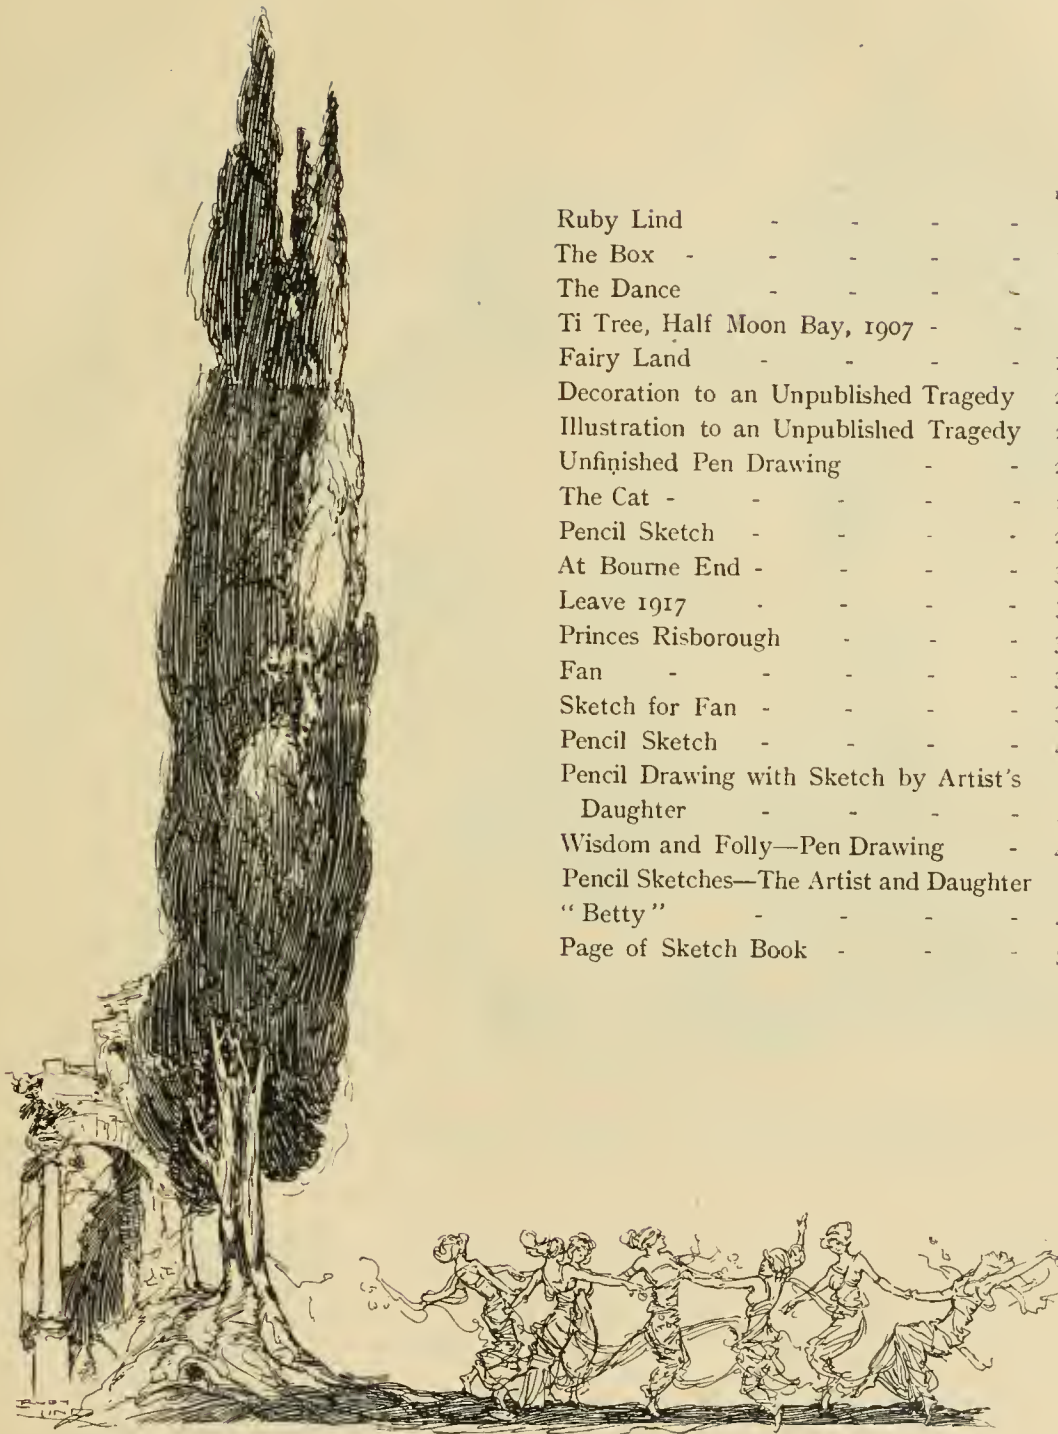 Ruby Lind - - - -
The Box - - - - -
The Dance - - - -
Ti Tree, Half Moon Bay, 1907 - -
Fairy Land - - - -
Decoration to an Unpublished Tragedy
Illustration to an Unpublished Tragedy
Unfinished Pen Drawing - -
The Cat - - - - -
Pencil Sketch - - - -
At Bourne End - - - -
Leave 1917 - - - -
Princes Risborough - - -
Fan - - - - -
Sketch for Fan - - - -
Pencil Sketch - - - -
Pencil Drawing with Sketch by Artist's
Daughter - - - -
Wisdom and Folly—Pen Drawing -
Pencil Sketches—The Artist and Daughter
"Betty" - - - -
Page of Sketch Book - - -
RUBY
LIND